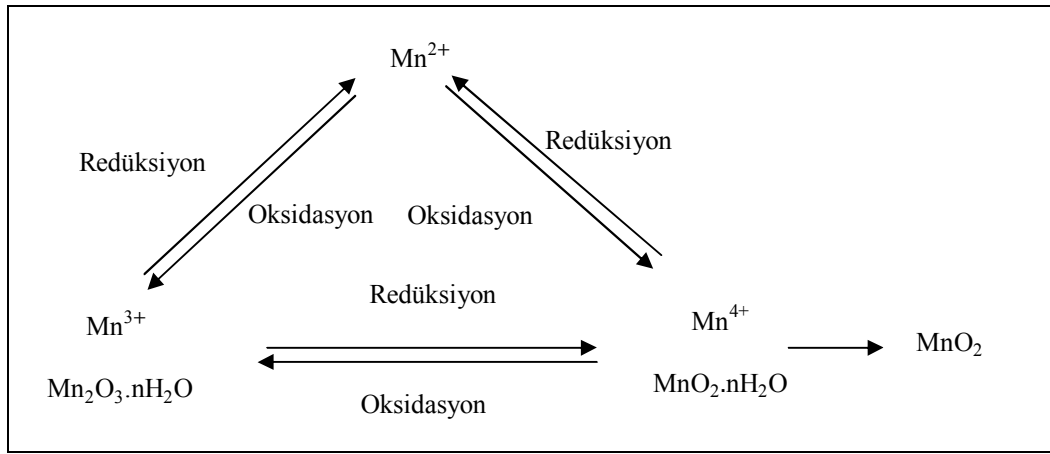 Mn²⁺
Redüksiyon
Redüksiyon
Oksidasyon
Oksidasyon
Redüksiyon
Mn³⁺
Mn⁴⁺
MnO₂
Mn₂O₃.nH₂O
MnO₂.nH₂O
Oksidasyon